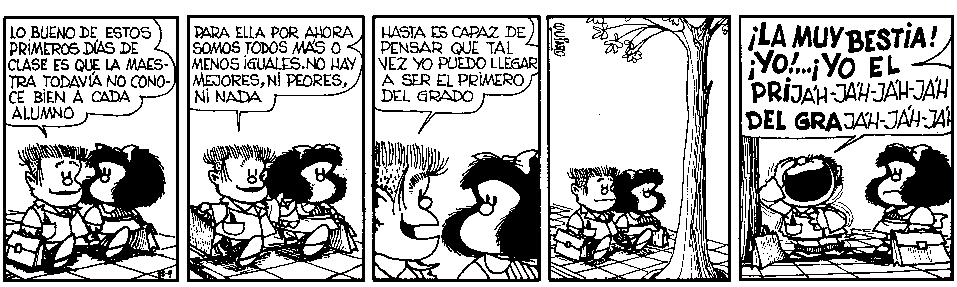 LO BUENO DE ESTOS
PRIMEROS DÍAS DE
CLASE ES QUE LA MAES-
TRA TODAVÍA NO CONO-
CE BIEN A CADA
ALUMNO
PARA ELLA POR AHORA
SOMOS TODOS MÁS O
MENOS IGUALES. NO HAY
MEJORES, NI PEORES,
NI NADA
HASTA ES CAPAZ DE
PENSAR QUE TAL
VEZ YO PUEDO LLEGAR
A SER EL PRIMERO
DEL GRADO
QUINO
¡LA MUY BESTIA!
¡YO!...¡YO EL
PRIJÁH-JÁH-JÁH-JÁH
DEL GRAJÁH-JÁH-JÁH